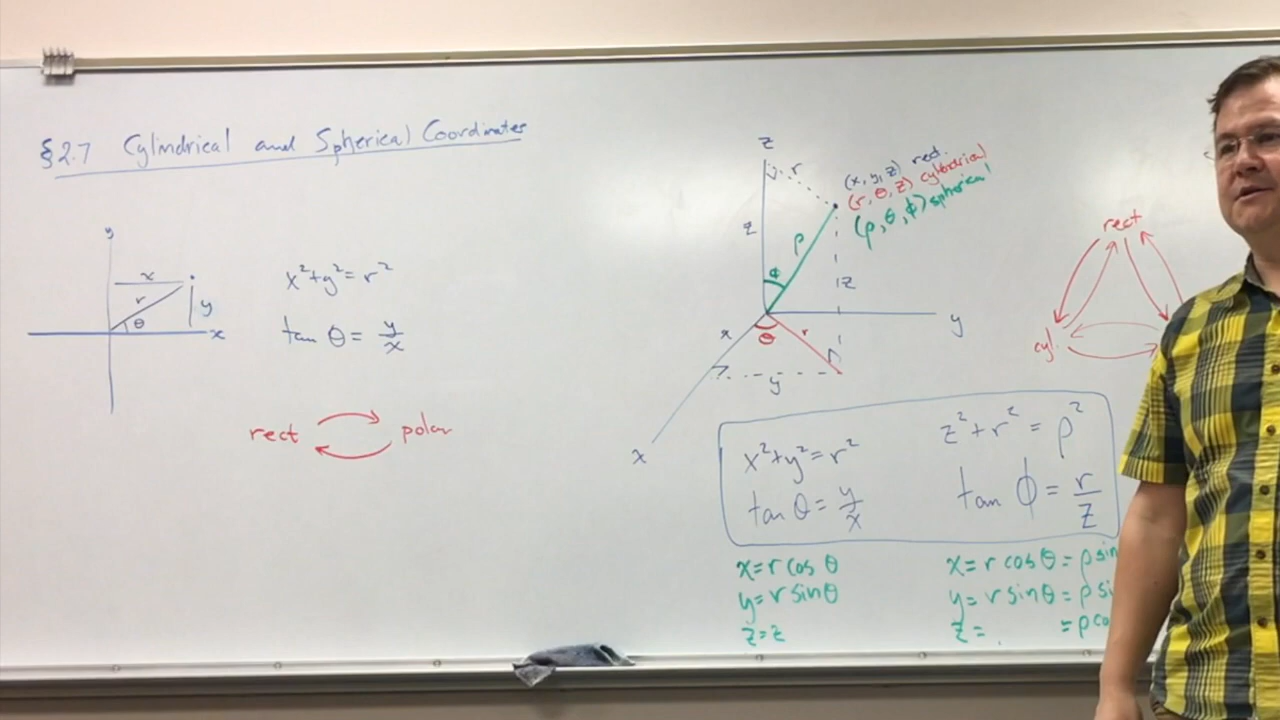 §2.7 Cylindrical and Spherical Coordinates
y
x
r
θ
y
x
x²+y²=r²
tan θ = y/x
rect
polar
z
r
(x, y, z) rect.
(r, θ, z) cylindrical
(ρ, θ, ϕ) spherical
z
ρ
ϕ
z
y
x
θ
r
y
x
rect
cyl.
x²+y²=r²
z²+r² = ρ²
tan θ = y/x
tan ϕ = r/z
x=r cos θ
y=r sin θ
z=z
x=r cos θ = ρ sin
y=r sin θ = ρ si
z= = ρ co